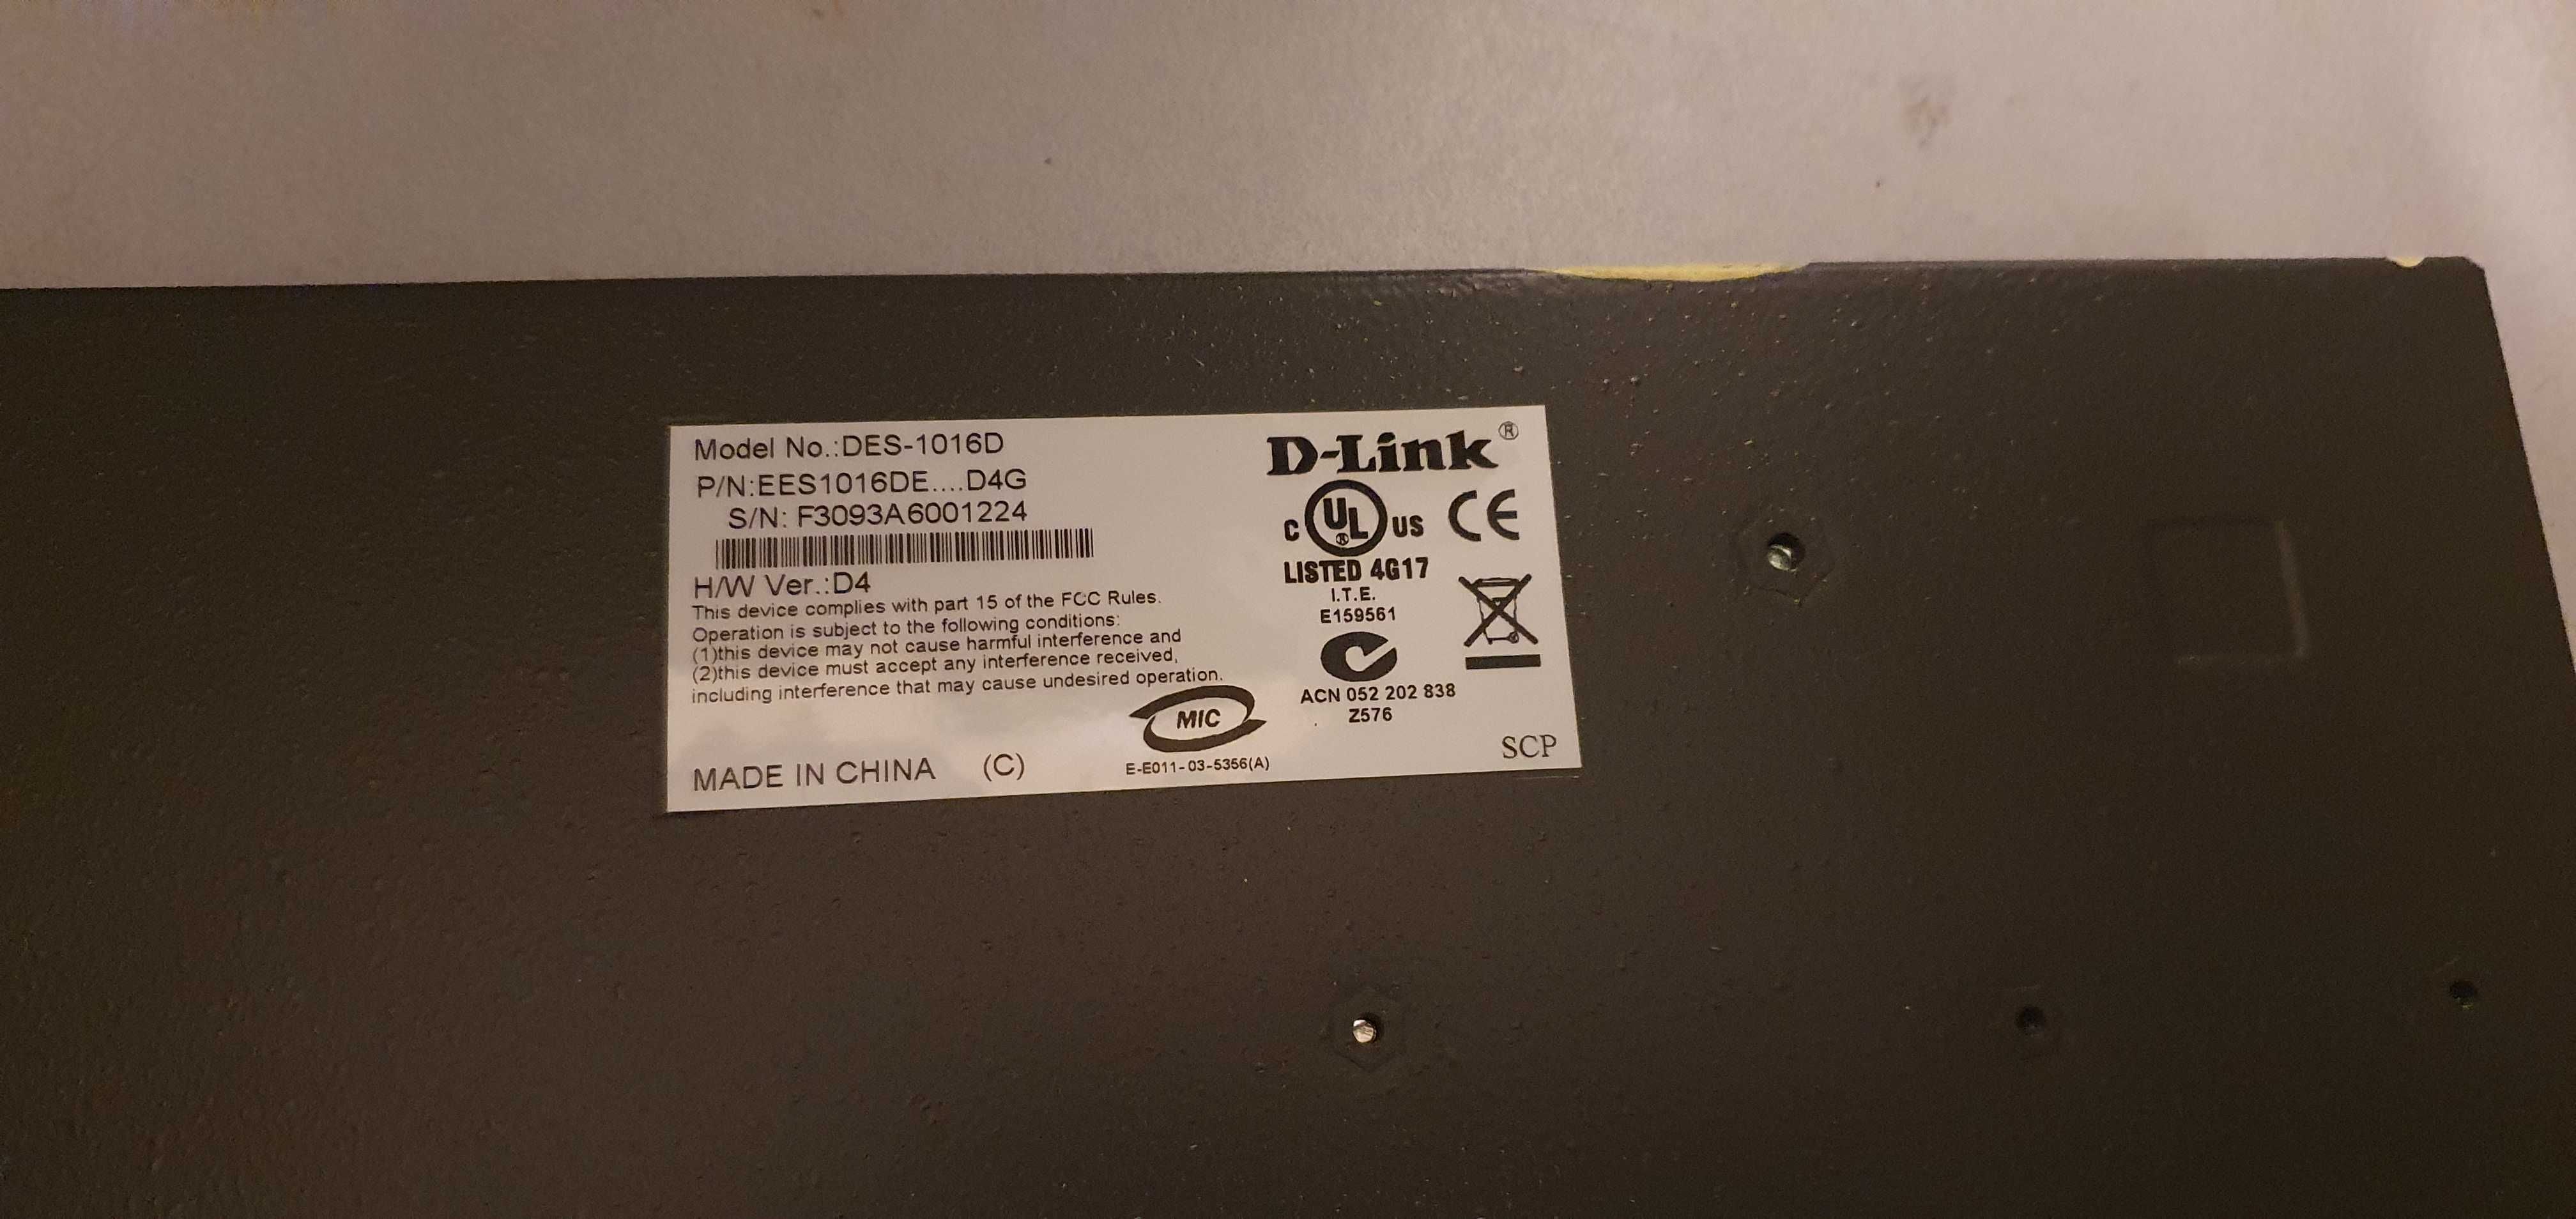 Model No.:DES-1016D
P/N:EES1016DE....D4G
S/N: F3093A6001224
H/W Ver.:D4
This device complies with part 15 of the FCC Rules.
Operation is subject to the following conditions:
(1)this device may not cause harmful interference and
(2)this device must accept any interference received,
including interference that may cause undesired operation.
MADE IN CHINA (C)
MIC
E-E011-03-5356(A)
D-Link®
C UL® US CE
LISTED 4G17
I.T.E.
E159561
ACN 052 202 838
Z576
SCP